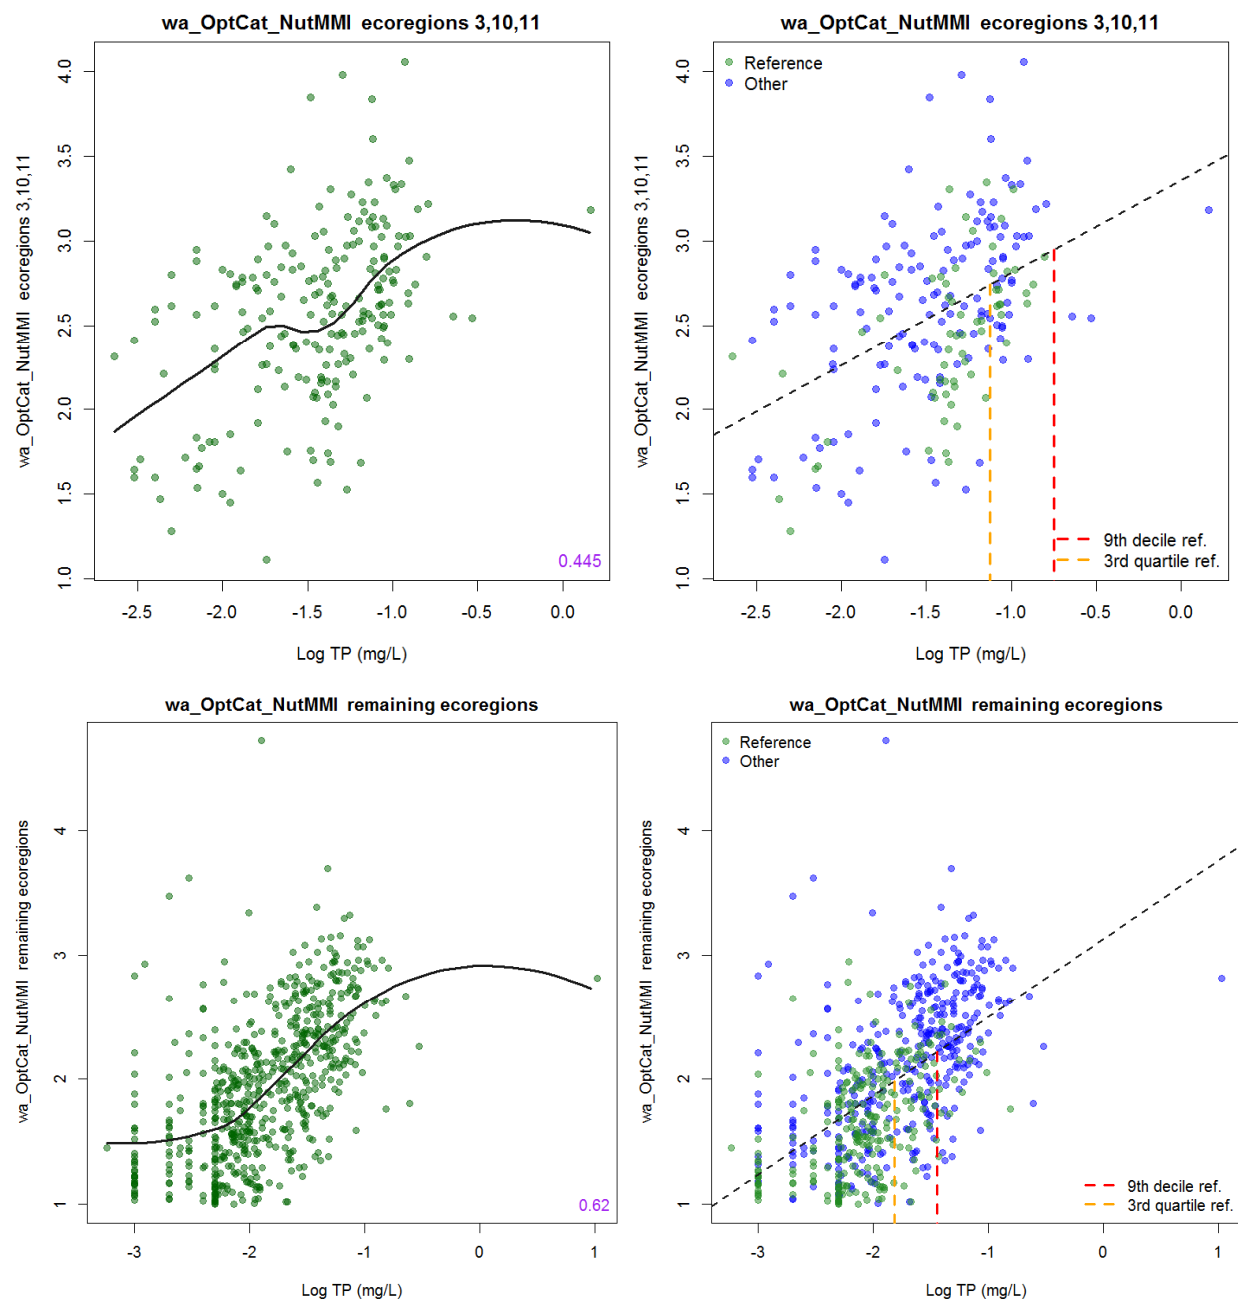 wa_OptCat_NutMMI ecoregions 3,10,11
wa_OptCat_NutMMI ecoregions 3,10,11
4.0
3.5
3.0
2.5
2.0
1.5
1.0
0.445
-2.5 -2.0 -1.5 -1.0 -0.5 0.0
Log TP (mg/L)
wa_OptCat_NutMMI ecoregions 3,10,11
wa_OptCat_NutMMI ecoregions 3,10,11
4.0
3.5
3.0
2.5
2.0
1.5
1.0
Reference
Other
9th decile ref.
3rd quartile ref.
-2.5 -2.0 -1.5 -1.0 -0.5 0.0
Log TP (mg/L)
wa_OptCat_NutMMI remaining ecoregions
wa_OptCat_NutMMI remaining ecoregions
4
3
2
1
0.62
-3 -2 -1 0 1
Log TP (mg/L)
wa_OptCat_NutMMI remaining ecoregions
wa_OptCat_NutMMI remaining ecoregions
4
3
2
1
Reference
Other
9th decile ref.
3rd quartile ref.
-3 -2 -1 0 1
Log TP (mg/L)